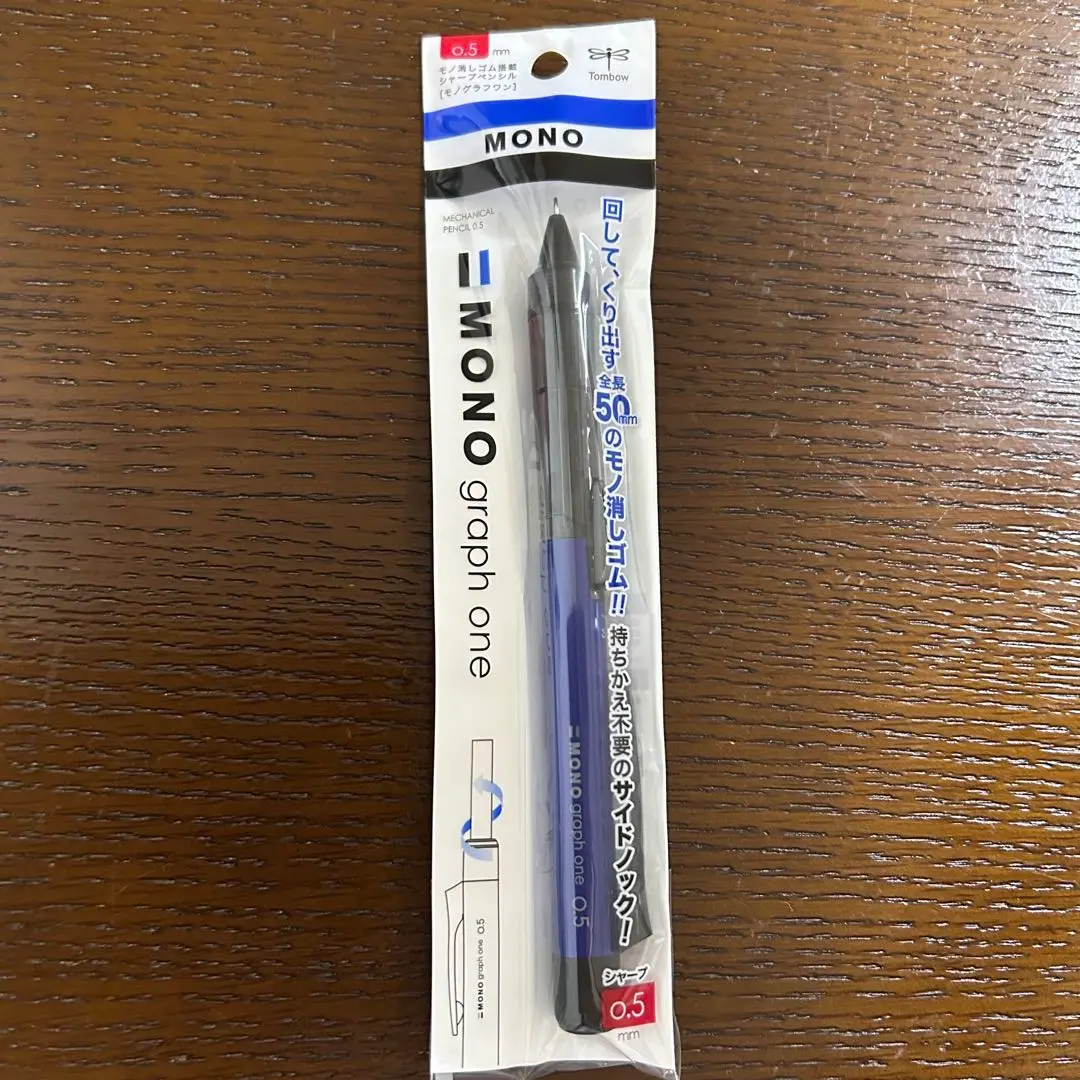 0.5 mm
モノ消しゴム搭載
シャープペンシル
[モノグラフワン]
Tombow
MONO
MECHANICAL
PENCIL 0.5
MONO graph one
回して、くり出す全長50mmのモノ消しゴム!!
持ちかえ不要のサイドノック!
MONO graph one 0.5
MONO graph one 0.5
シャープ
0.5
mm